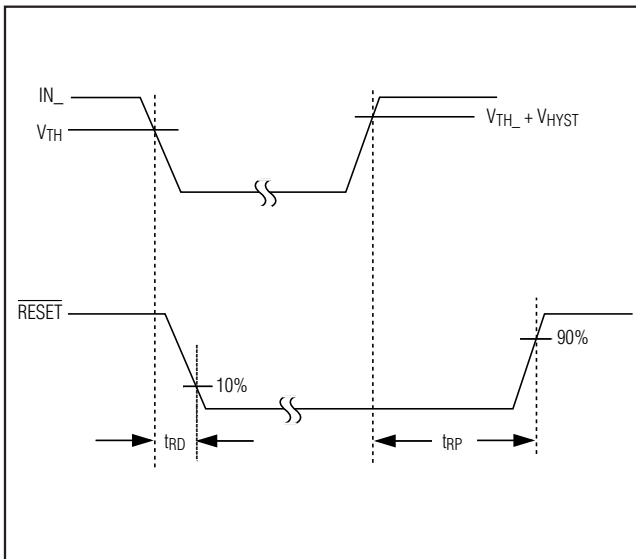 IN_
VTH
VTH_ + VHYST
RESET
90%
10%
tRD
tRP